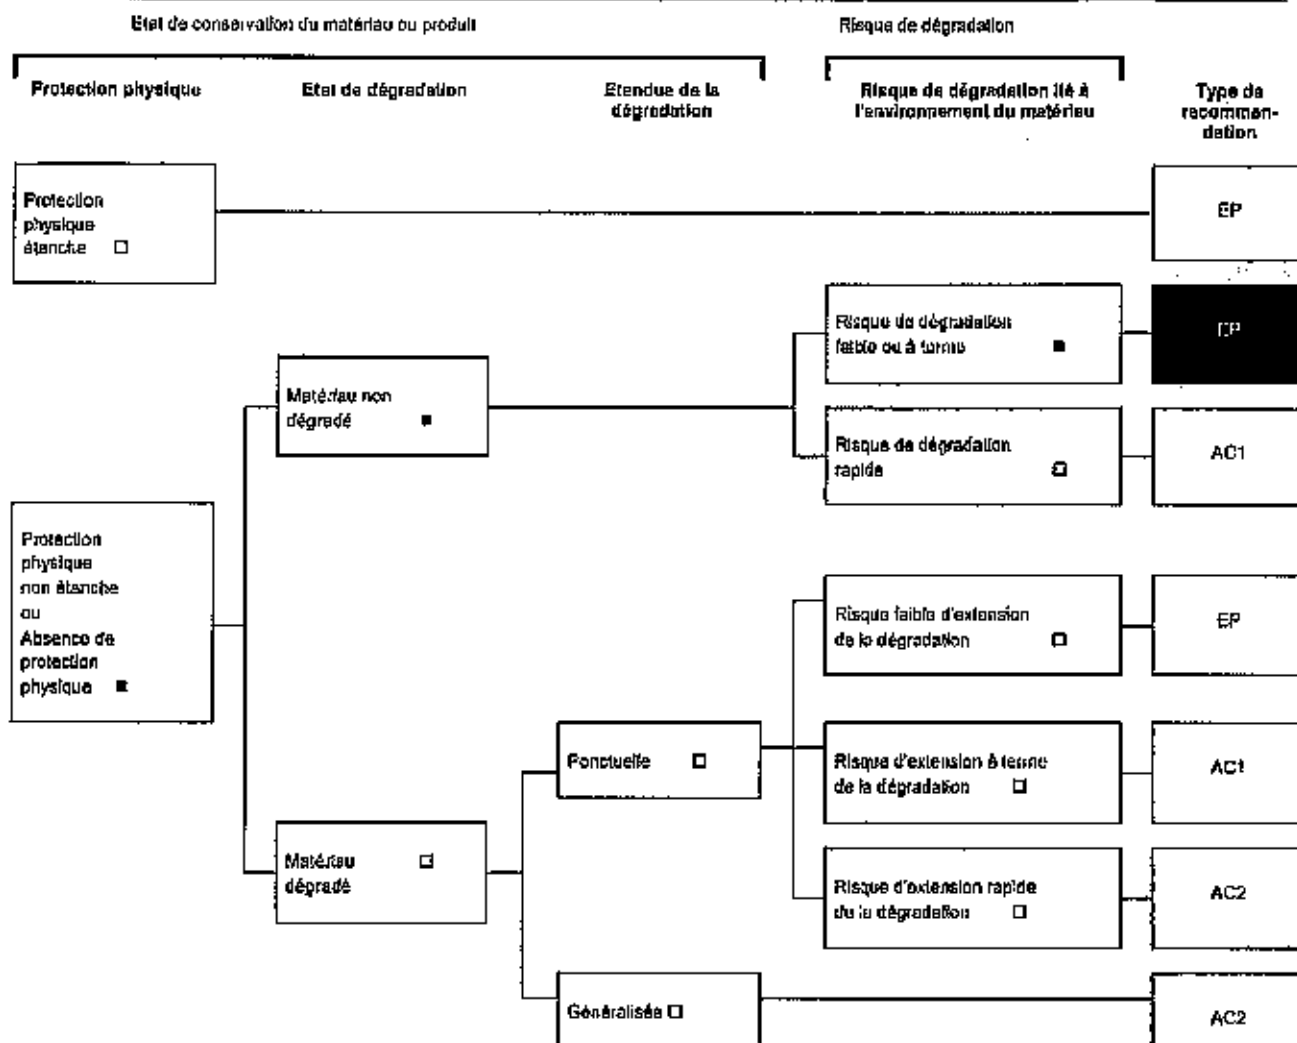 Etat de conservation du matériau ou produit
Risque de dégradation
Protection physique
Etat de dégradation
Etendue de la
dégradation
Risque de dégradation lié à
l'environnement du matériau
Type de
recomman-
dation
Protection
physique
étanche □
EP
Risque de dégradation
faible ou à terme ■
EP
Matériau non
dégradé ■
Risque de dégradation
rapide □
AC1
Protection
physique
non étanche
ou
Absence de
protection
physique ■
Risque faible d'extension
de la dégradation □
EP
Ponctuelle □
Risque d'extension à terme
de la dégradation □
AC1
Matériau □
dégradé
Risque d'extension rapide
de la dégradation □
AC2
Généralisée □
AC2